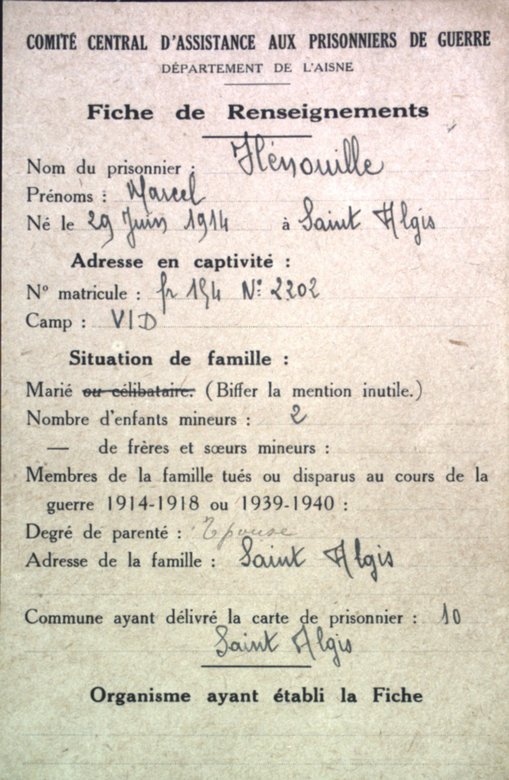 COMITÉ CENTRAL D'ASSISTANCE AUX PRISONNIERS DE GUERRE
DÉPARTEMENT DE L'AISNE
Fiche de Renseignements
Nom du prisonnier : Hénouille
Prénoms : Marcel
Né le 29 Juin 1914 à Saint Algis
Adresse en captivité :
N° matricule : fr 194 N° 2202
Camp : VI D
Situation de famille :
Marié ou célibataire. (Biffer la mention inutile.)
Nombre d'enfants mineurs : 2
— de frères et sœurs mineurs :
Membres de la famille tués ou disparus au cours de la
guerre 1914-1918 ou 1939-1940 :
Degré de parenté : Epouse
Adresse de la famille : Saint Algis
Commune ayant délivré la carte de prisonnier : 10
Saint Algis
Organisme ayant établi la Fiche